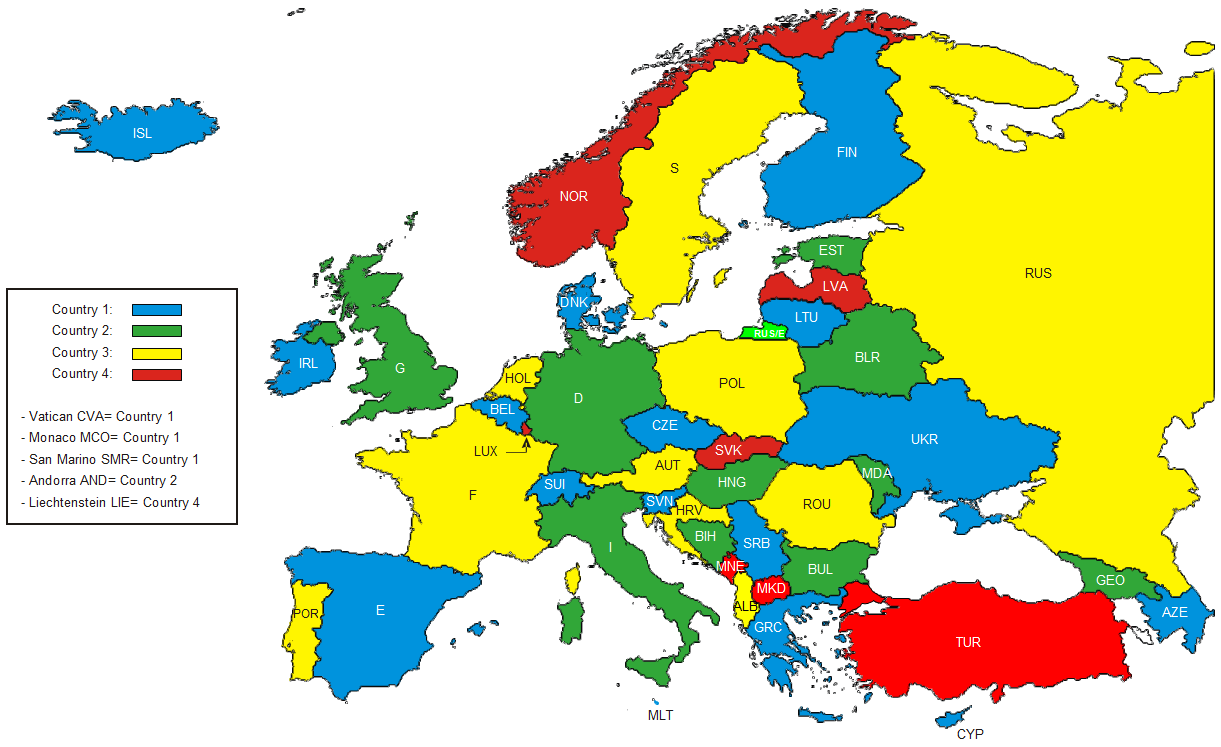 ISL
NOR
S
FIN
RUS
EST
LVA
LTU
RUS/E
BLR
DNK
IRL
G
HOL
BEL
LUX
D
POL
CZE
SVK
UKR
F
SUI
AUT
HNG
MDA
SVN
HRV
ROU
BIH
SRB
I
MNE
MKD
BUL
ALB
GRC
GEO
AZE
TUR
POR
E
MLT
CYP
Country 1:
Country 2:
Country 3:
Country 4:
- Vatican CVA= Country 1
- Monaco MCO= Country 1
- San Marino SMR= Country 1
- Andorra AND= Country 2
- Liechtenstein LIE= Country 4